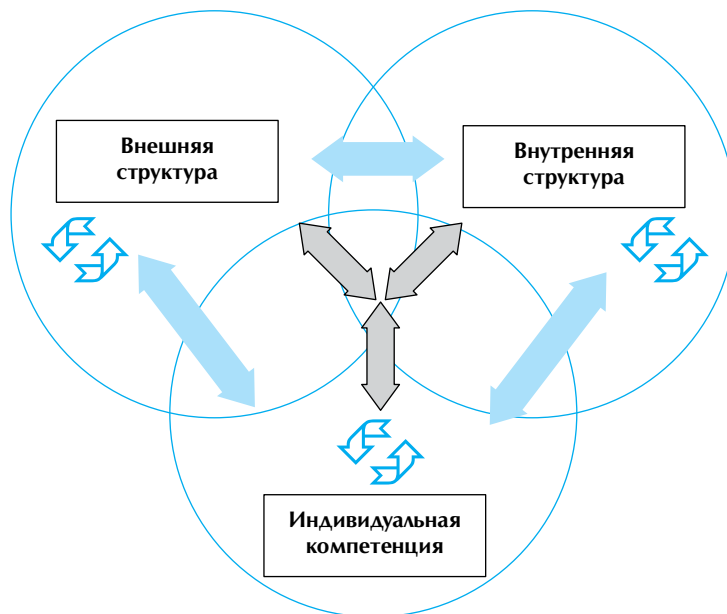 Внешняя
структура
Внутренняя
структура
Индивидуальная
компетенция